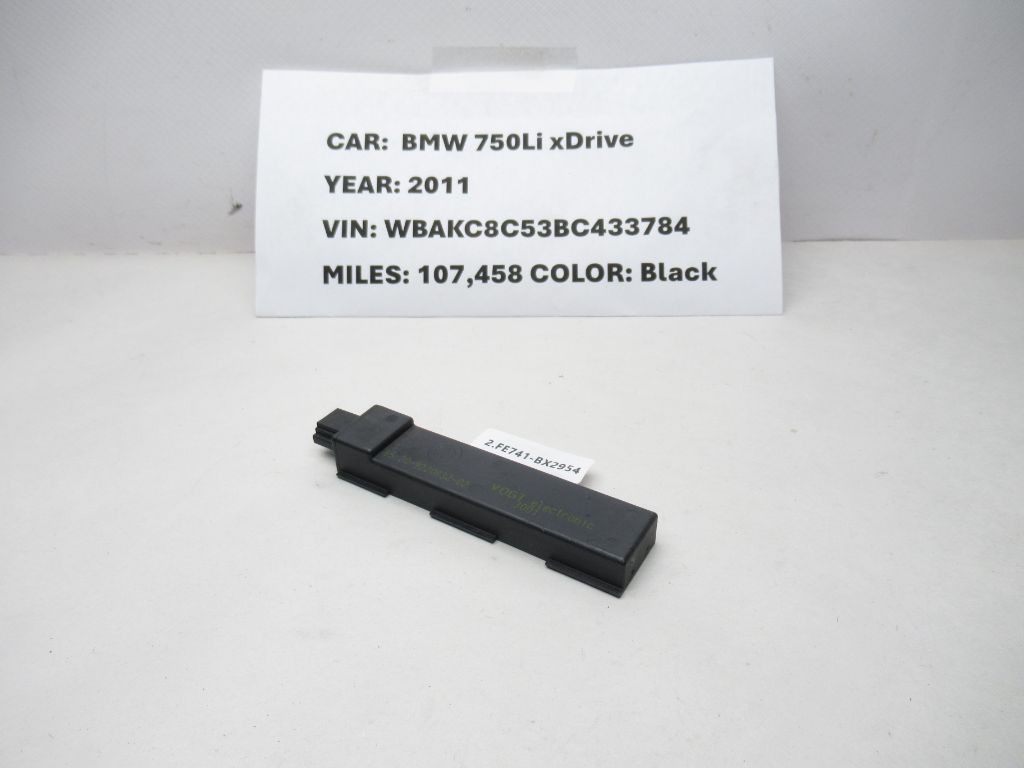 CAR: BMW 750Li xDrive
YEAR: 2011
VIN: WBAKC8C53BC433784
MILES: 107,458 COLOR: Black
2.FE741-BX2954
VOGT electronic